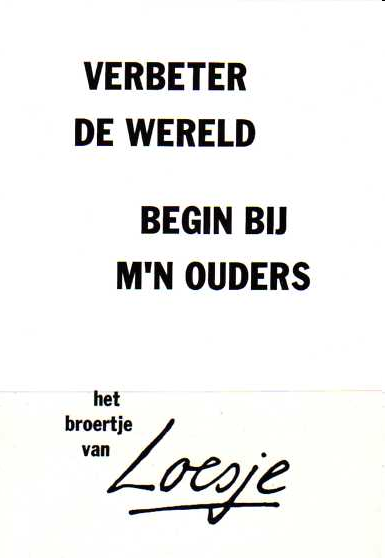 VERBETER
DE WERELD
BEGIN BIJ
M'N OUDERS
het
broertje
van
Loesje